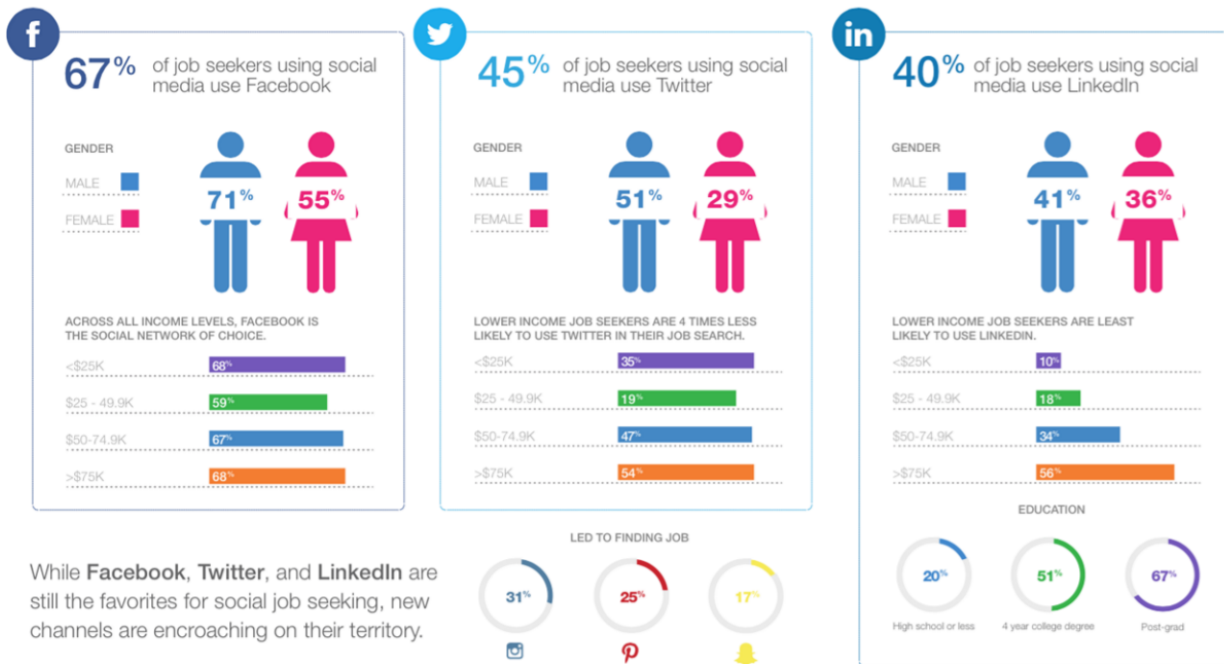 67% of job seekers using social
media use Facebook
GENDER
MALE
FEMALE
71%
55%
ACROSS ALL INCOME LEVELS, FACEBOOK IS
THE SOCIAL NETWORK OF CHOICE.
<$25K 68%
$25 - 49.9K 59%
$50-74.9K 67%
>$75K 68%
45% of job seekers using social
media use Twitter
GENDER
MALE
FEMALE
51%
29%
LOWER INCOME JOB SEEKERS ARE 4 TIMES LESS
LIKELY TO USE TWITTER IN THEIR JOB SEARCH.
<$25K 35%
$25 - 49.9K 19%
$50-74.9K 47%
>$75K 54%
40% of job seekers using social
media use LinkedIn
GENDER
MALE
FEMALE
41%
36%
LOWER INCOME JOB SEEKERS ARE LEAST
LIKELY TO USE LINKEDIN.
<$25K 10%
$25 - 49.9K 18%
$50-74.9K 34%
>$75K 56%
EDUCATION
20%
51%
67%
High school or less
4 year college degree
Post-grad
While Facebook, Twitter, and LinkedIn are
still the favorites for social job seeking, new
channels are encroaching on their territory.
LED TO FINDING JOB
31%
25%
17%